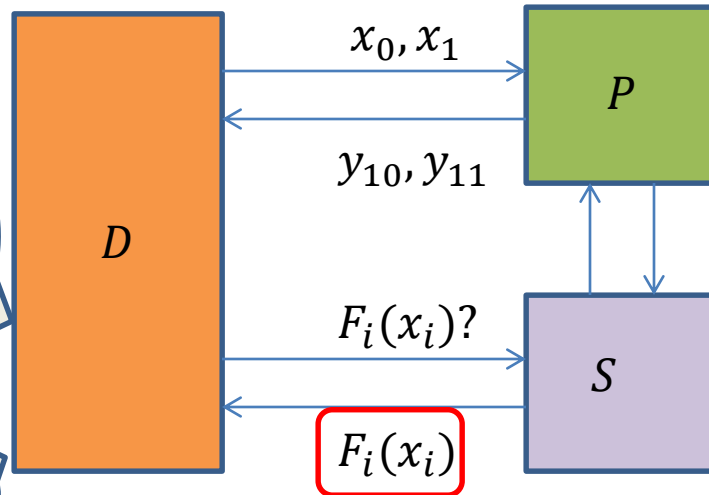 x₀, x₁
P
y₁₀, y₁₁
D
Fᵢ(xᵢ)?
S
Fᵢ(xᵢ)